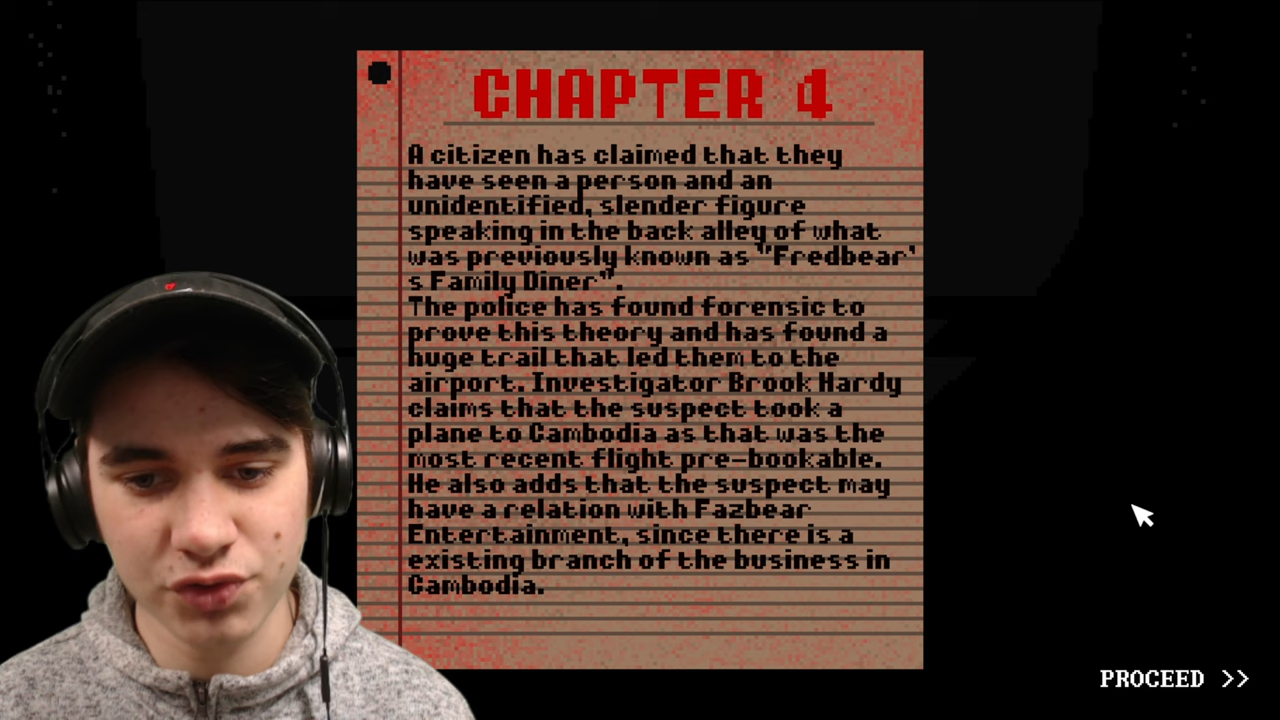 CHAPTER 4
A citizen has claimed that they
have seen a person and an
unidentified, slender figure
speaking in the back alley of what
was previously known as "Fredbear'
s Family Diner".
The police has found forensic to
prove this theory and has found a
huge trail that led them to the
airport. Investigator Brook Hardy
claims that the suspect took a
plane to Cambodia as that was the
most recent flight pre-bookable.
He also adds that the suspect may
have a relation with Fazbear
Entertainment, since there is a
existing branch of the business in
Cambodia.
PROCEED >>